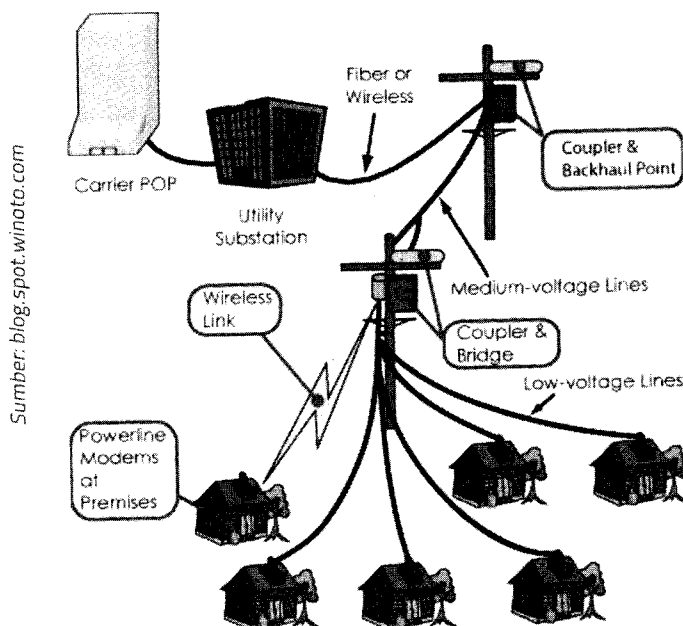 Sumber: blog.spot.winoto.com
Fiber or
Wireless
Carrier POP
Utility
Substation
Coupler &
Backhaul Point
Medium-voltage Lines
Wireless
Link
Coupler &
Bridge
Low-voltage Lines
Powerline
Modems
at
Premises